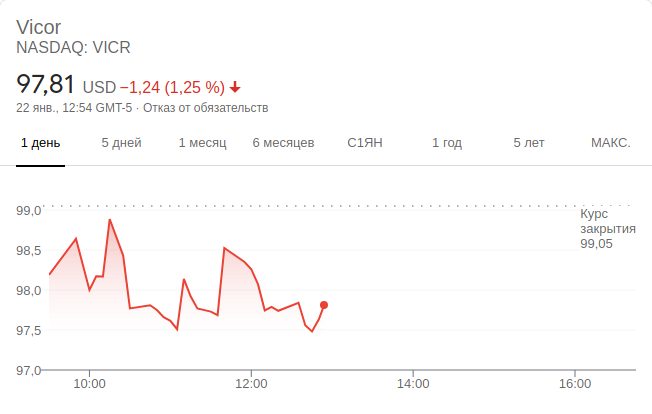 Vicor
NASDAQ: VICR
97,81 USD −1,24 (1,25 %)
22 янв., 12:54 GMT-5 · Отказ от обязательств
1 день 5 дней 1 месяц 6 месяцев С1ЯН 1 год 5 лет МАКС.
99,0
Курс
закрытия
99,05
98,5
98,0
97,5
97,0
10:00 12:00 14:00 16:00